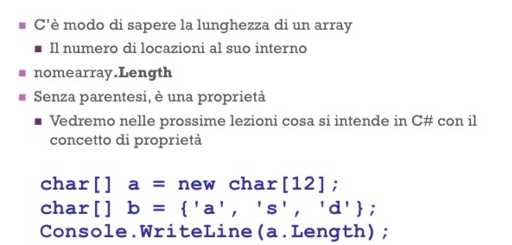 C'è modo di sapere la lunghezza di un array
Il numero di locazioni al suo interno
nomearray.Length
Senza parentesi, è una proprietà
Vedremo nelle prossime lezioni cosa si intende in C# con il
concetto di proprietà
char[] a = new char[12];
char[] b = {'a', 's', 'd'};
Console.WriteLine(a.Length);